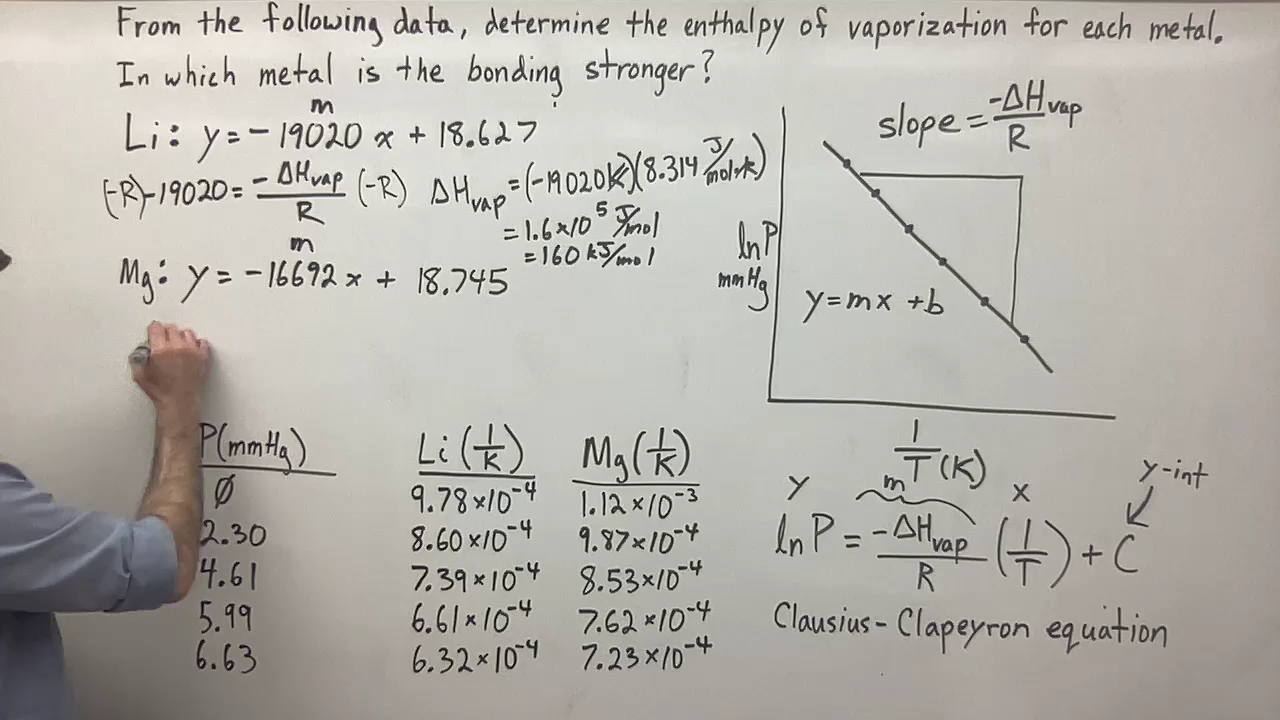 From the following data, determine the enthalpy of vaporization for each metal.
In which metal is the bonding stronger?
m
Li: y = - 19020 x + 18.627
(-R)-19020 = -ΔHvap/R (-R) ΔHvap = (-19020K)(8.314 J/mol·K)
= 1.6×10^5 J/mol
= 160 kJ/mol
m
Mg: y = -16692 x + 18.745
slope = -ΔHvap/R
ln P
mmHg
y = mx + b
1/T (K)
P(mmHg) Li (1/K) Mg (1/K)
Ø 9.78×10^-4 1.12×10^-3
2.30 8.60×10^-4 9.87×10^-4
4.61 7.39×10^-4 8.53×10^-4
5.99 6.61×10^-4 7.62×10^-4
6.63 6.32×10^-4 7.23×10^-4
y m x y-int
ln P = -ΔHvap/R (1/T) + C
Clausius-Clapeyron equation